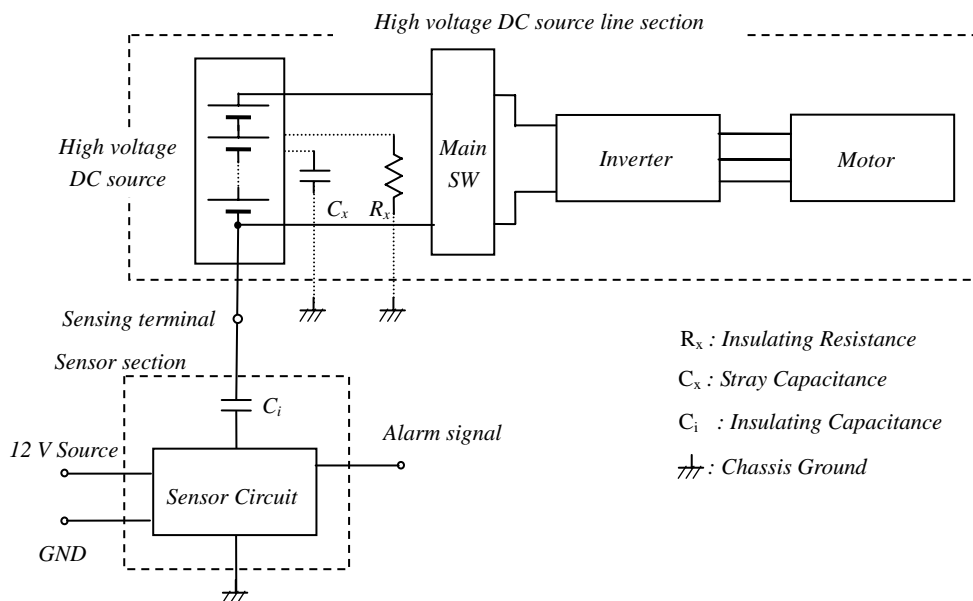 High voltage DC source line section
High voltage
DC source
Main
SW
Inverter
Motor
Cx
Rx
Sensing terminal
Sensor section
Ci
12 V Source
Alarm signal
Sensor Circuit
GND
Rx : Insulating Resistance
Cx : Stray Capacitance
Ci : Insulating Capacitance
: Chassis Ground